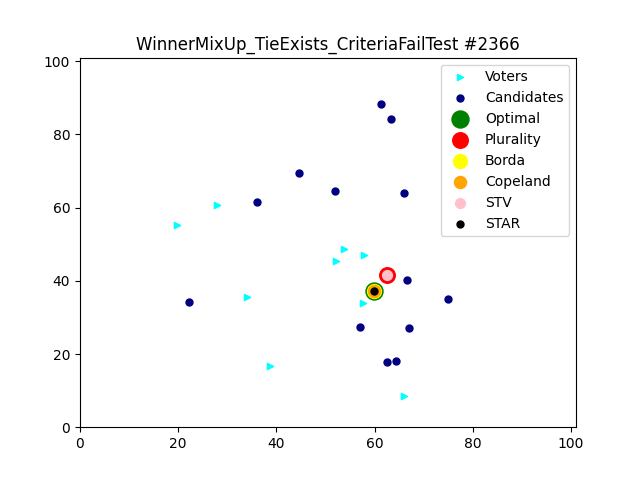 WinnerMixUp_TieExists_CriteriaFailTest #2366
100
80
60
40
20
0
0
20
40
60
80
100
Voters
Candidates
Optimal
Plurality
Borda
Copeland
STV
STAR